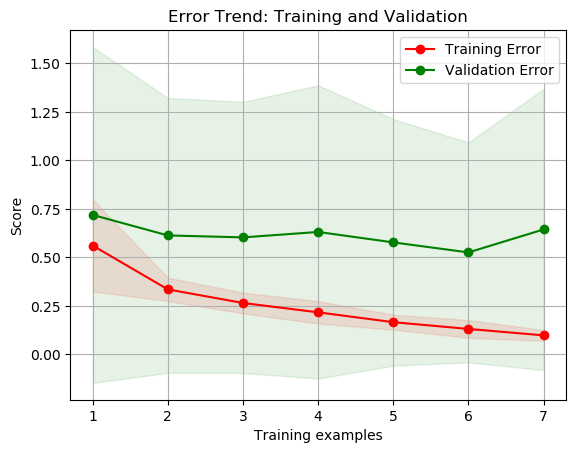 Error Trend: Training and Validation
Training Error
Validation Error
1.50
1.25
1.00
0.75
0.50
0.25
0.00
Score
1 2 3 4 5 6 7
Training examples